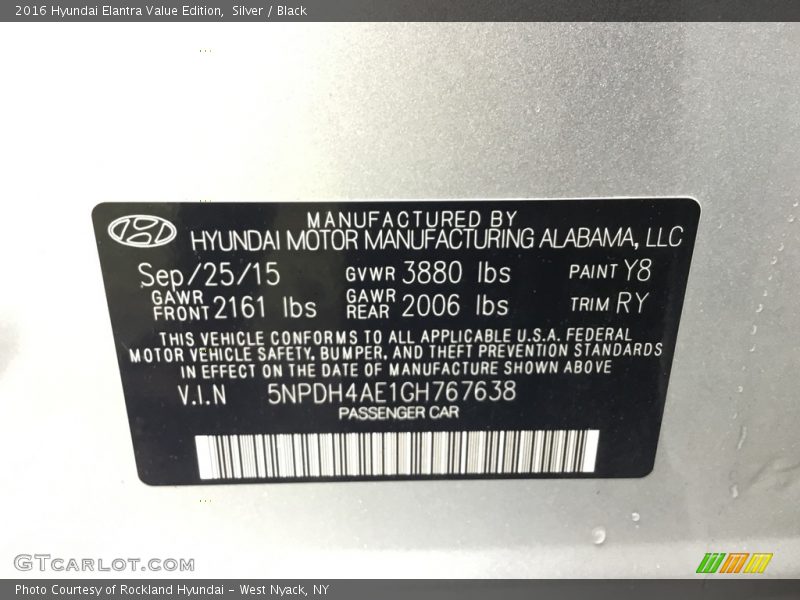 2016 Hyundai Elantra Value Edition, Silver / Black
MANUFACTURED BY
HYUNDAI MOTOR MANUFACTURING ALABAMA, LLC
Sep/25/15 GVWR 3880 lbs PAINT Y8
GAWR FRONT 2161 lbs GAWR REAR 2006 lbs TRIM RY
THIS VEHICLE CONFORMS TO ALL APPLICABLE U.S.A. FEDERAL
MOTOR VEHICLE SAFETY, BUMPER, AND THEFT PREVENTION STANDARDS
IN EFFECT ON THE DATE OF MANUFACTURE SHOWN ABOVE
V.I.N 5NPDH4AE1GH767638
PASSENGER CAR
GTCARLOT.COM
Photo Courtesy of Rockland Hyundai - West Nyack, NY